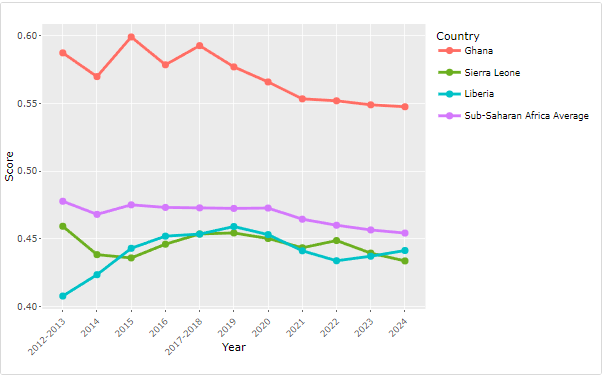 Country
Ghana
Sierra Leone
Liberia
Sub-Saharan Africa Average
Score
0.60
0.55
0.50
0.45
0.40
2012-2013
2014
2015
2016
2017-2018
2019
2020
2021
2022
2023
2024
Year